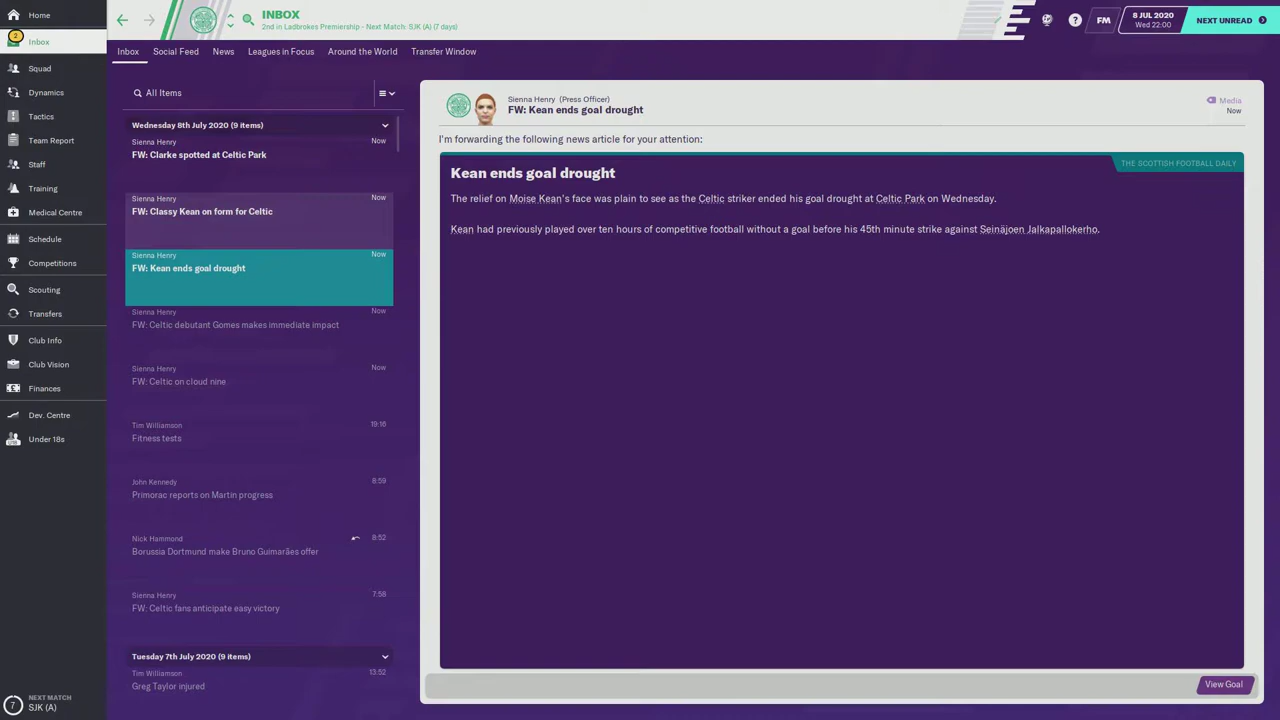 Home
2
Inbox
Squad
Dynamics
Tactics
Team Report
Staff
Training
Medical Centre
Schedule
Competitions
Scouting
Transfers
Club Info
Club Vision
Finances
Dev. Centre
Under 18s
7
NEXT MATCH
SJK (A)
INBOX
2nd in Ladbrokes Premiership - Next Match: SJK (A) (7 days)
?
FM
8 JUL 2020
Wed 22:00
NEXT UNREAD
Inbox
Social Feed
News
Leagues in Focus
Around the World
Transfer Window
All Items
Wednesday 8th July 2020 (9 items)
Sienna Henry Now
FW: Clarke spotted at Celtic Park
Sienna Henry Now
FW: Classy Kean on form for Celtic
Sienna Henry Now
FW: Kean ends goal drought
Sienna Henry Now
FW: Celtic debutant Gomes makes immediate impact
Sienna Henry Now
FW: Celtic on cloud nine
Tim Williamson 19:16
Fitness tests
John Kennedy 8:59
Primorac reports on Martin progress
Nick Hammond 8:52
Borussia Dortmund make Bruno Guimarães offer
Sienna Henry 7:58
FW: Celtic fans anticipate easy victory
Tuesday 7th July 2020 (9 items)
Tim Williamson 13:52
Greg Taylor injured
Sienna Henry (Press Officer)
FW: Kean ends goal drought
Media
Now
I'm forwarding the following news article for your attention:
THE SCOTTISH FOOTBALL DAILY
Kean ends goal drought
The relief on Moise Kean's face was plain to see as the Celtic striker ended his goal drought at Celtic Park on Wednesday.
Kean had previously played over ten hours of competitive football without a goal before his 45th minute strike against Seinäjoen Jalkapallokerho.
View Goal